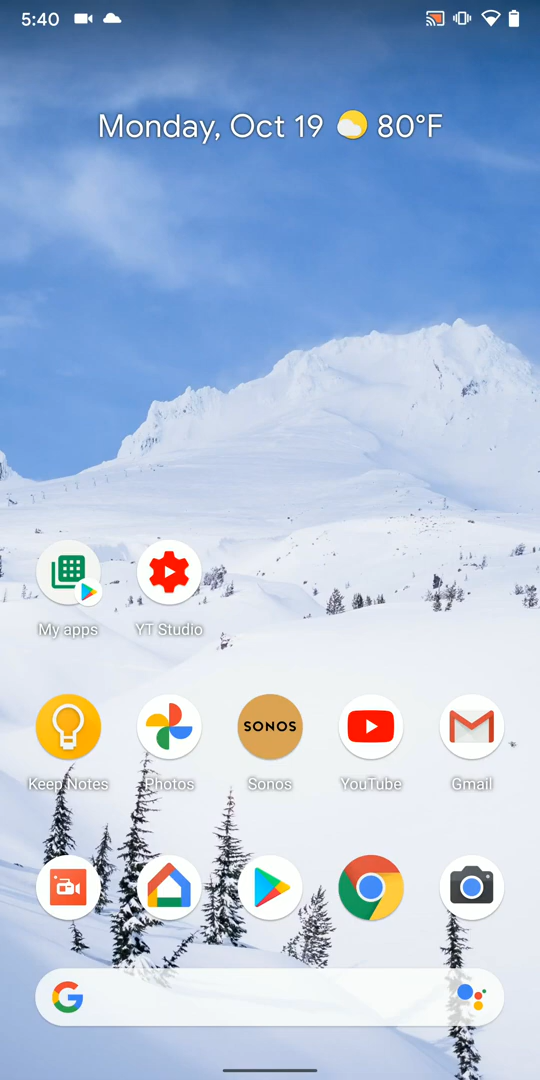 5:40
Monday, Oct 19 80°F
My apps YT Studio
SONOS
Keep Notes Photos Sonos YouTube Gmail